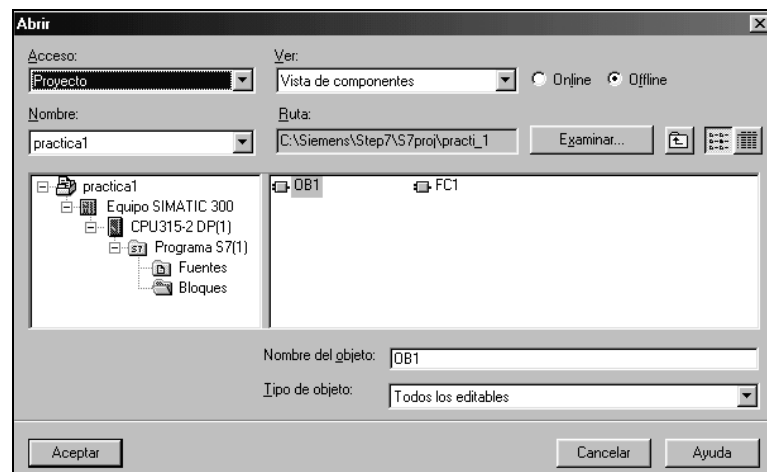 Abrir
Acceso:
Ver:
Proyecto
Vista de componentes
Online
Offline
Nombre:
Ruta:
practica1
C:\Siemens\Step7\S7proj\practi_1
Examinar...
practica1
Equipo SIMATIC 300
CPU315-2 DP(1)
Programa S7(1)
Fuentes
Bloques
OB1
FC1
Nombre del objeto:
OB1
Tipo de objeto:
Todos los editables
Aceptar
Cancelar
Ayuda